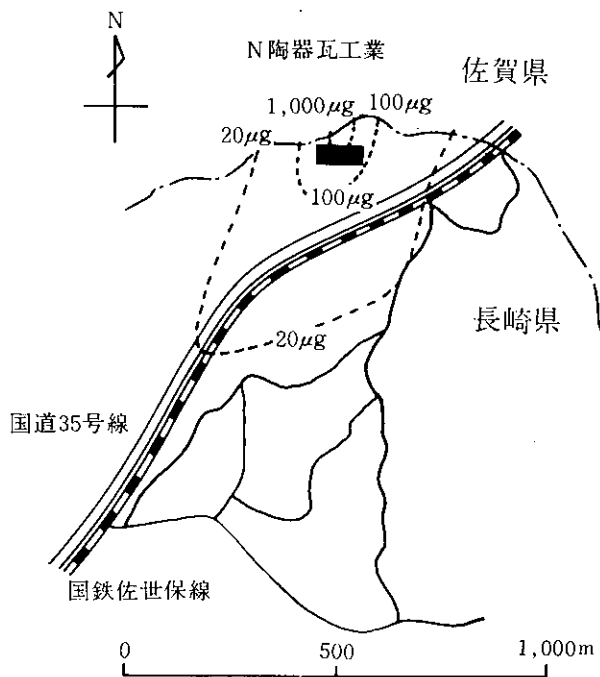 N
N陶器瓦工業
佐賀県
1,000μg
100μg
20μg
100μg
長崎県
20μg
国道35号線
国鉄佐世保線
0
500
1,000m